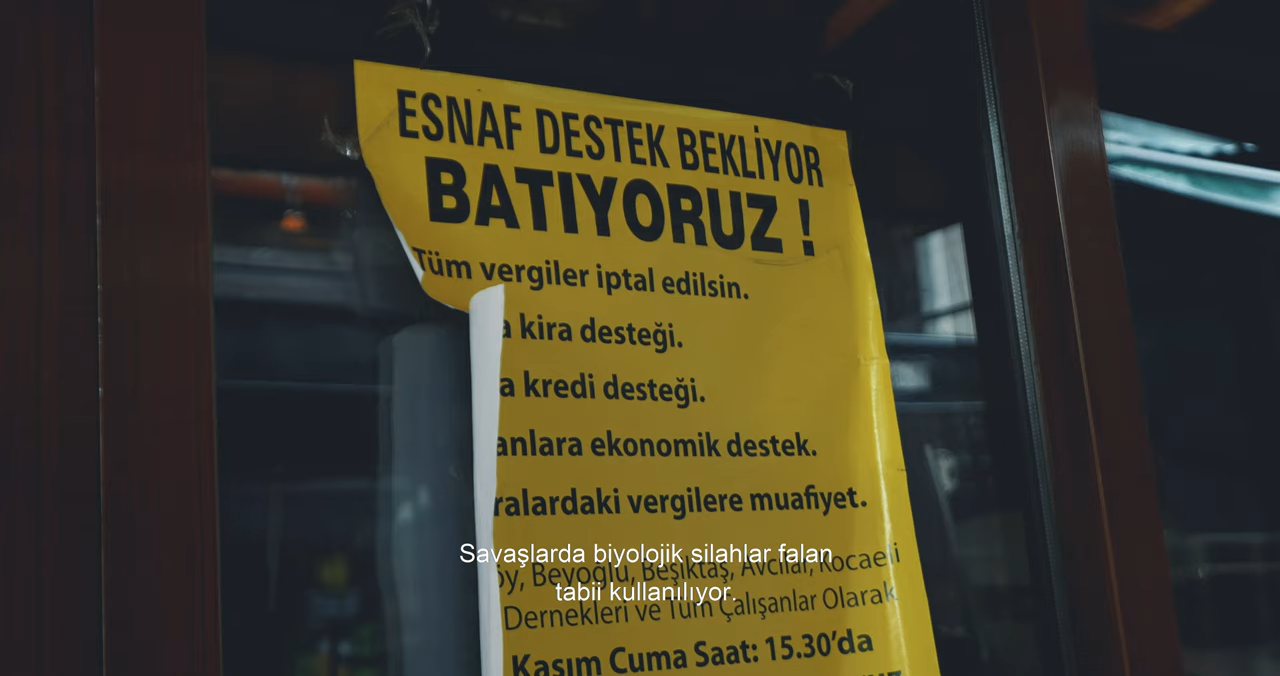 ESNAF DESTEK BEKLİYOR
BATIYORUZ !
Tüm vergiler iptal edilsin.
a kira desteği.
a kredi desteği.
anlara ekonomik destek.
ralardaki vergilere muafiyet.
öy, Beyoğlu, Beşiktaş, Avcılar, Kocaeli
Dernekleri ve Tüm Çalışanlar Olarak
Kasım Cuma Saat: 15.30’da
Savaşlarda biyolojik silahlar falan
tabii kullanılıyor.